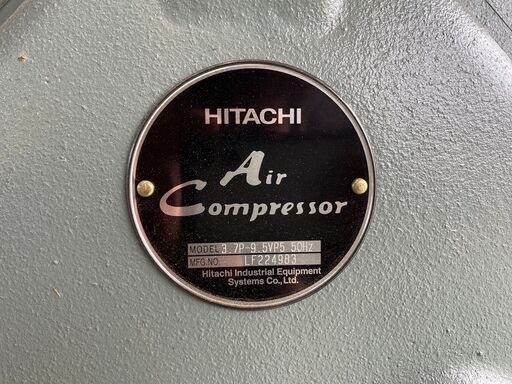 HITACHI
Air
Compressor
MODEL 3.7P-9.5VP5 50Hz
MFG.NO. LF224983
Hitachi Industrial Equipment
Systems Co., Ltd.